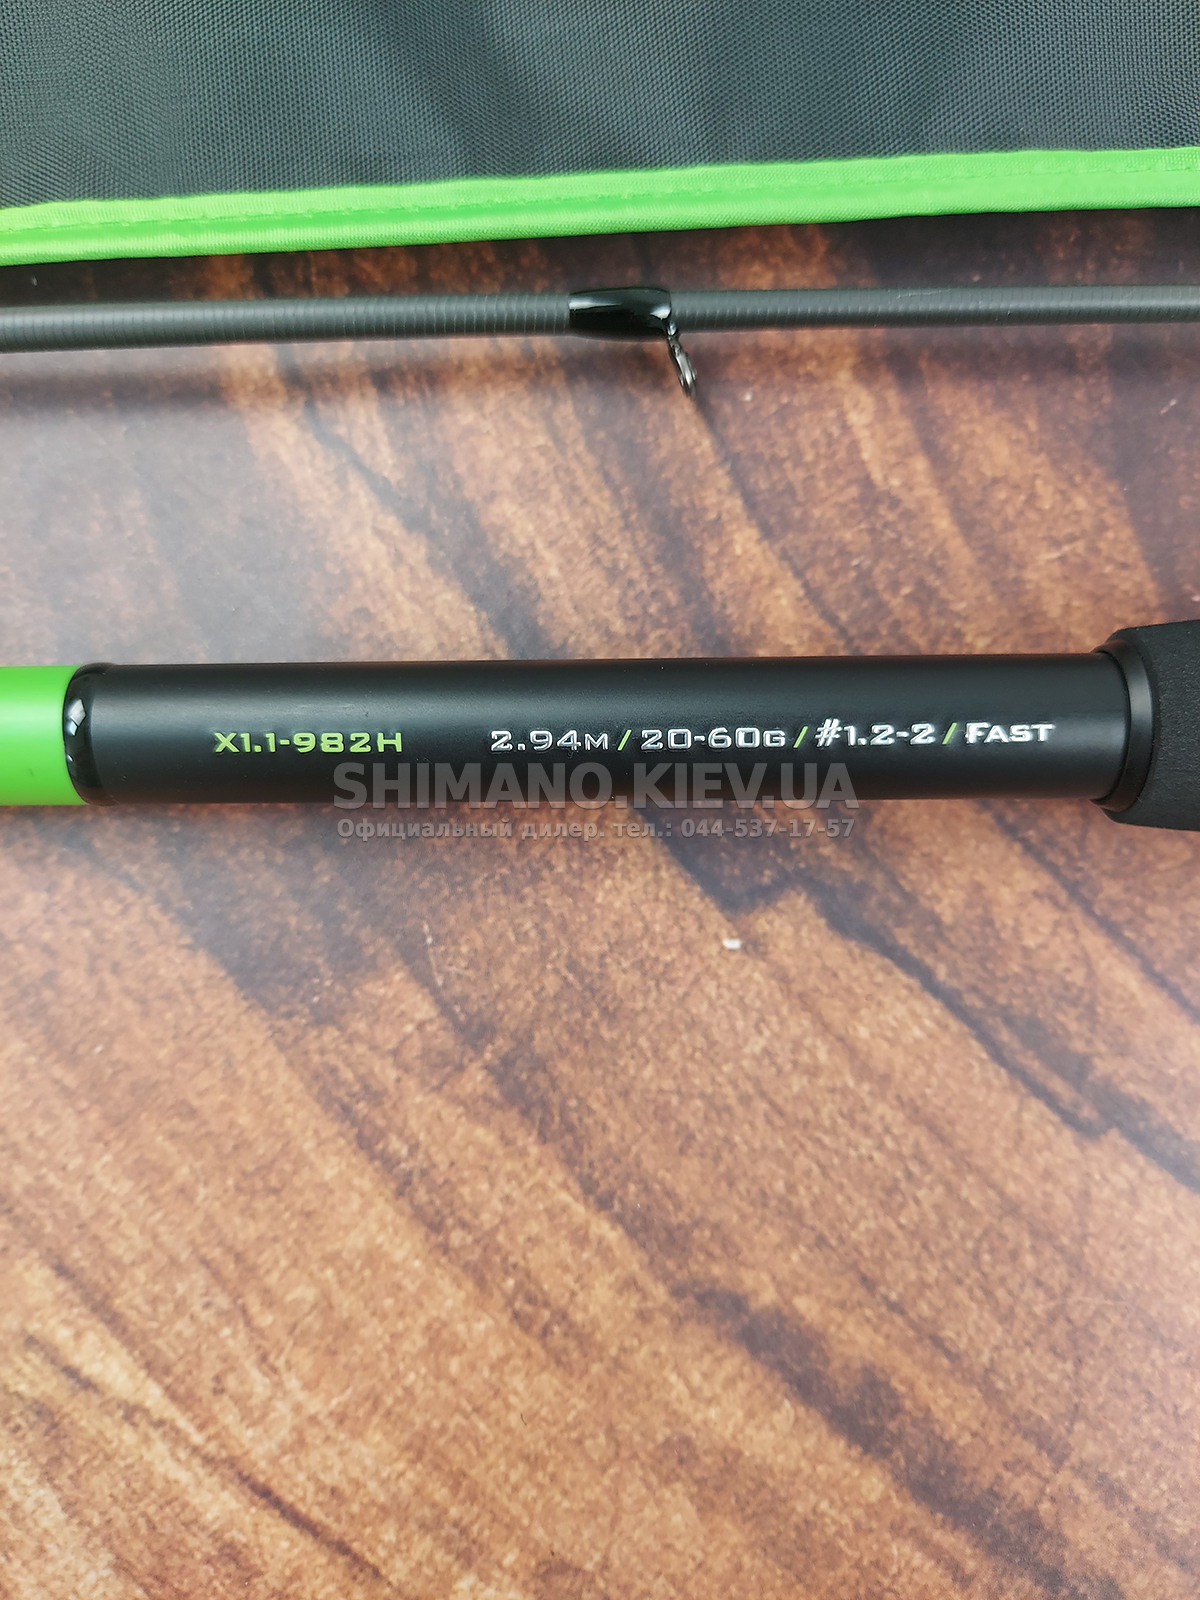 X1.1-982H 2.94M / 20-60G / #1.2-2 / FAST
SHIMANO.KIEV.UA
Официальный дилер. тел.: 044-537-17-57